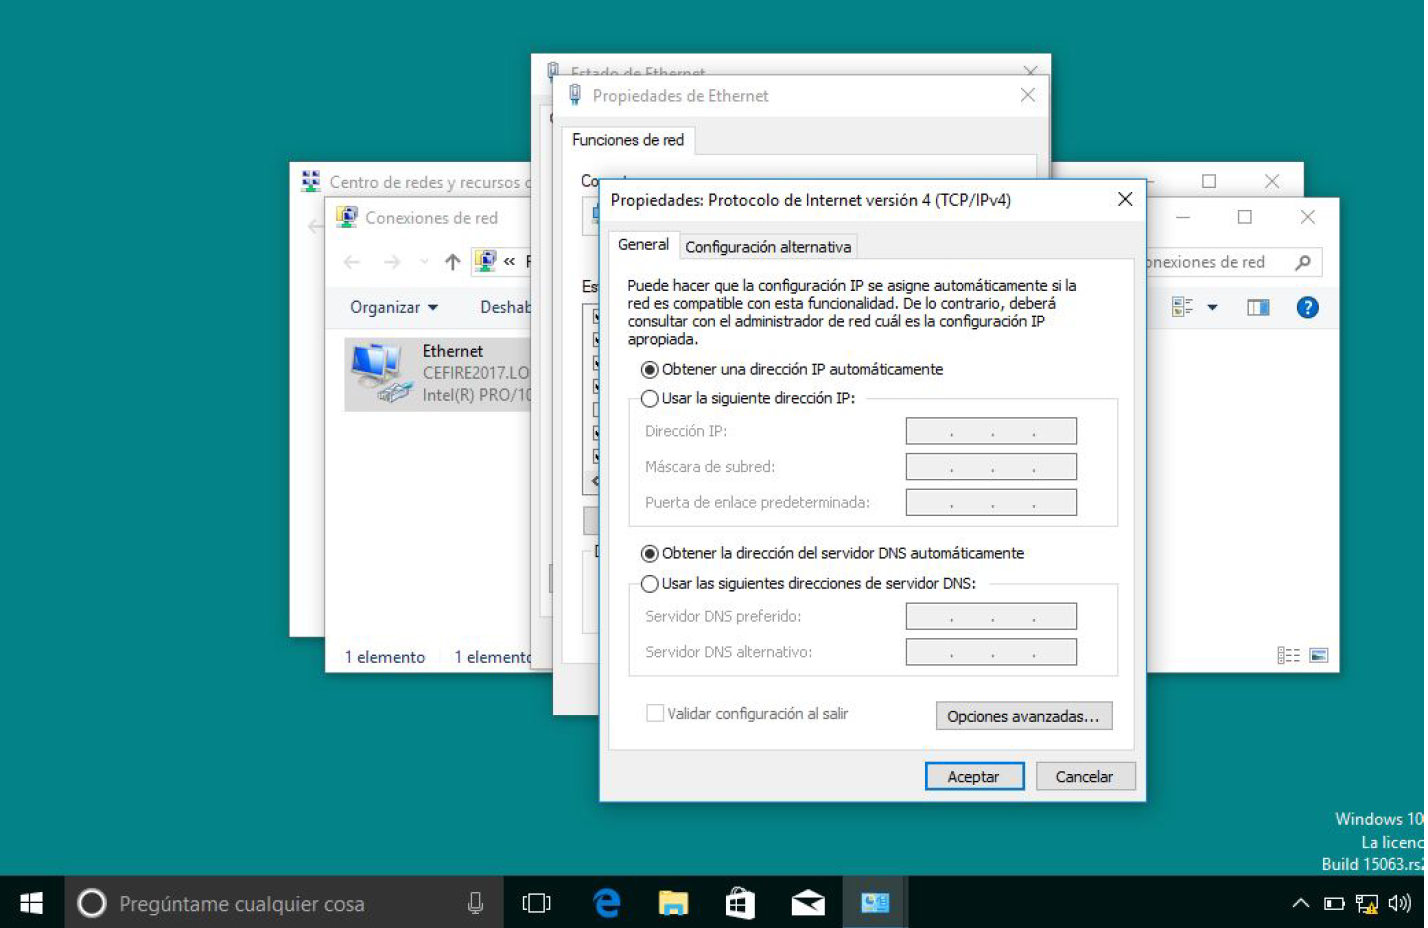 Estado de Ethernet
Propiedades de Ethernet
Funciones de red
Centro de redes y recursos
Conexiones de red
Propiedades: Protocolo de Internet versión 4 (TCP/IPv4)
General
Configuración alternativa
«
onexiones de red
Organizar
Deshab
?
Ethernet
CEFIRE2017.LO
Intel(R) PRO/10
Puede hacer que la configuración IP se asigne automáticamente si la
red es compatible con esta funcionalidad. De lo contrario, deberá
consultar con el administrador de red cuál es la configuración IP
apropiada.
Obtener una dirección IP automáticamente
Usar la siguiente dirección IP:
Dirección IP:
Máscara de subred:
Puerta de enlace predeterminada:
Obtener la dirección del servidor DNS automáticamente
Usar las siguientes direcciones de servidor DNS:
Servidor DNS preferido:
Servidor DNS alternativo:
Validar configuración al salir
Opciones avanzadas...
Aceptar
Cancelar
1 elemento
1 elemento
Windows 10
La licenc
Build 15063.rs2
Pregúntame cualquier cosa